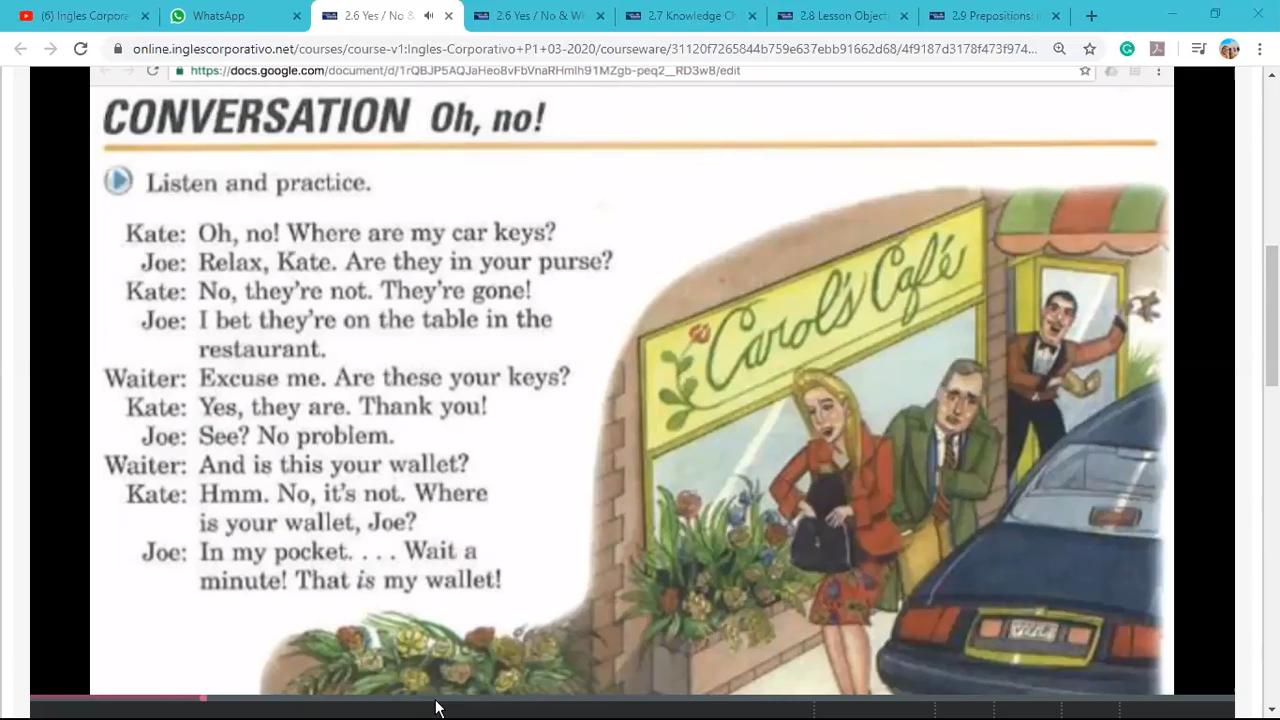 (6) Ingles Corpora
WhatsApp
2.6 Yes / No &
2.6 Yes / No & W
2.7 Knowledge C
2.8 Lesson Object
2.9 Prepositions: i
online.inglescorporativo.net/courses/course-v1:Ingles-Corporativo+P1+03-2020/courseware/31120f7265844b759e637ebb91662d68/4f9187d3178f473f974...
https://docs.google.com/document/d/1rQBJP5AQJaHeo8vFbVnaRHmlh91MZgb-peq2__RD3w8/edit
CONVERSATION Oh, no!
Listen and practice.
Kate: Oh, no! Where are my car keys?
Joe: Relax, Kate. Are they in your purse?
Kate: No, they're not. They're gone!
Joe: I bet they're on the table in the
restaurant.
Waiter: Excuse me. Are these your keys?
Kate: Yes, they are. Thank you!
Joe: See? No problem.
Waiter: And is this your wallet?
Kate: Hmm. No, it's not. Where
is your wallet, Joe?
Joe: In my pocket. . . . Wait a
minute! That is my wallet!
Carol's Café